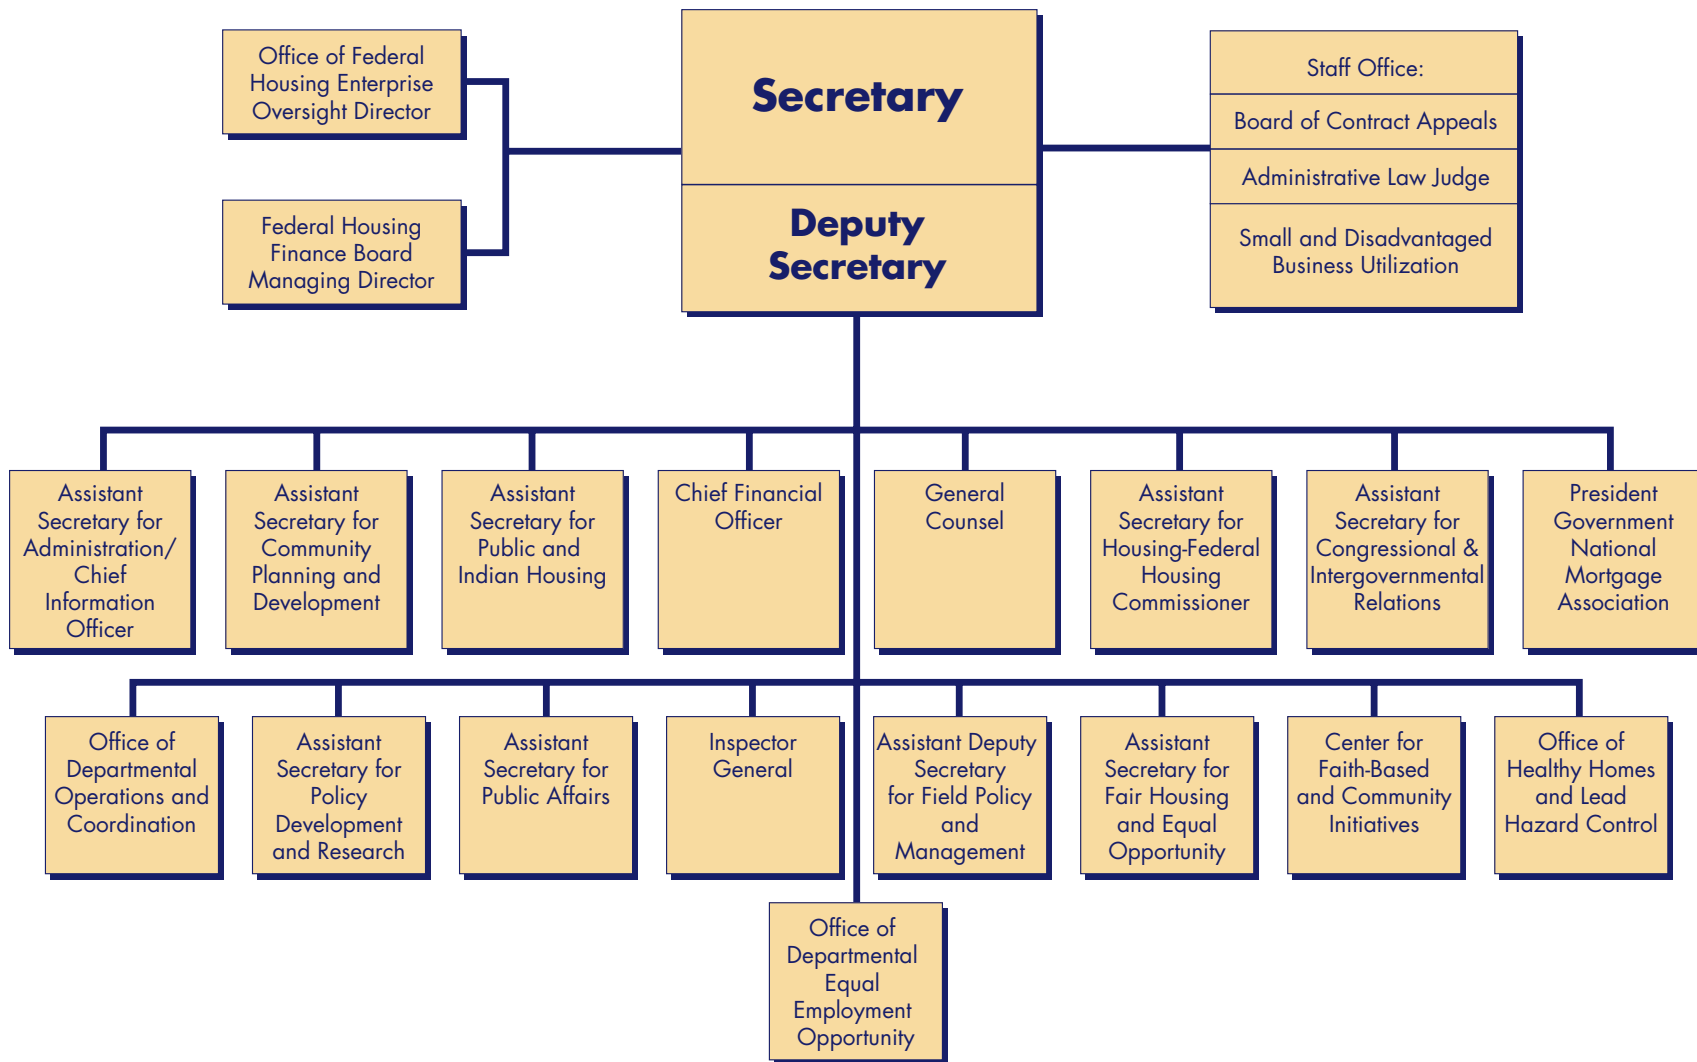 Office of Federal
Housing Enterprise
Oversight Director
Federal Housing
Finance Board
Managing Director
Secretary
Deputy
Secretary
Staff Office:
Board of Contract Appeals
Administrative Law Judge
Small and Disadvantaged
Business Utilization
Assistant
Secretary for
Administration/
Chief
Information
Officer
Assistant
Secretary for
Community
Planning and
Development
Assistant
Secretary for
Public and
Indian Housing
Chief Financial
Officer
General
Counsel
Assistant
Secretary for
Housing-Federal
Housing
Commissioner
Assistant
Secretary for
Congressional &
Intergovernmental
Relations
President
Government
National
Mortgage
Association
Office of
Departmental
Operations and
Coordination
Assistant
Secretary for
Policy
Development
and Research
Assistant
Secretary for
Public Affairs
Inspector
General
Assistant Deputy
Secretary
for Field Policy
and
Management
Assistant
Secretary for
Fair Housing
and Equal
Opportunity
Center for
Faith-Based
and Community
Initiatives
Office of
Healthy Homes
and Lead
Hazard Control
Office of
Departmental
Equal
Employment
Opportunity